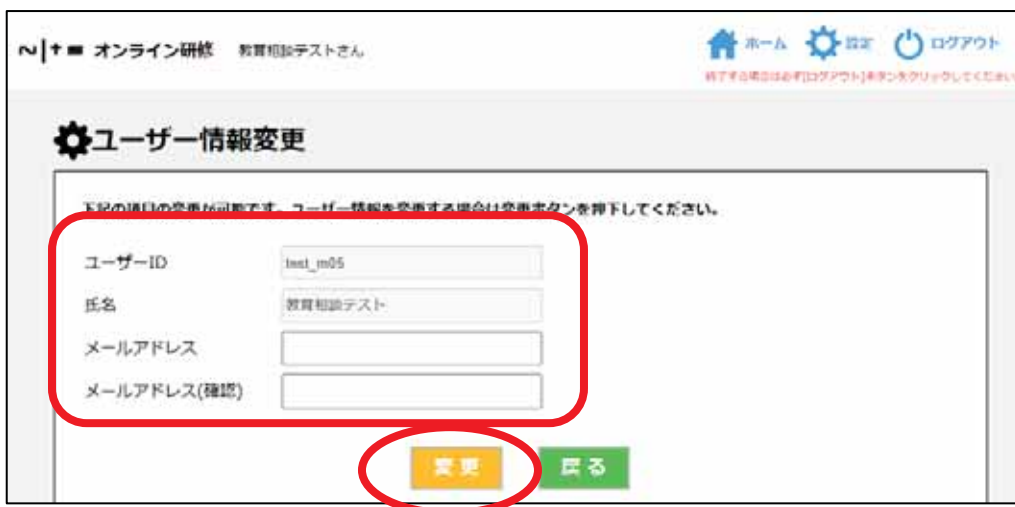 オンライン研修 教育相談テストさん
ホーム 設定 ログアウト
終了する場合は必ず[ログアウト]ボタンをクリックしてください
ユーザー情報変更
下記の項目の変更が可能です。ユーザー情報を変更する場合は変更ボタンを押下してください。
ユーザーID test_m05
氏名 教育相談テスト
メールアドレス
メールアドレス(確認)
変更 戻る